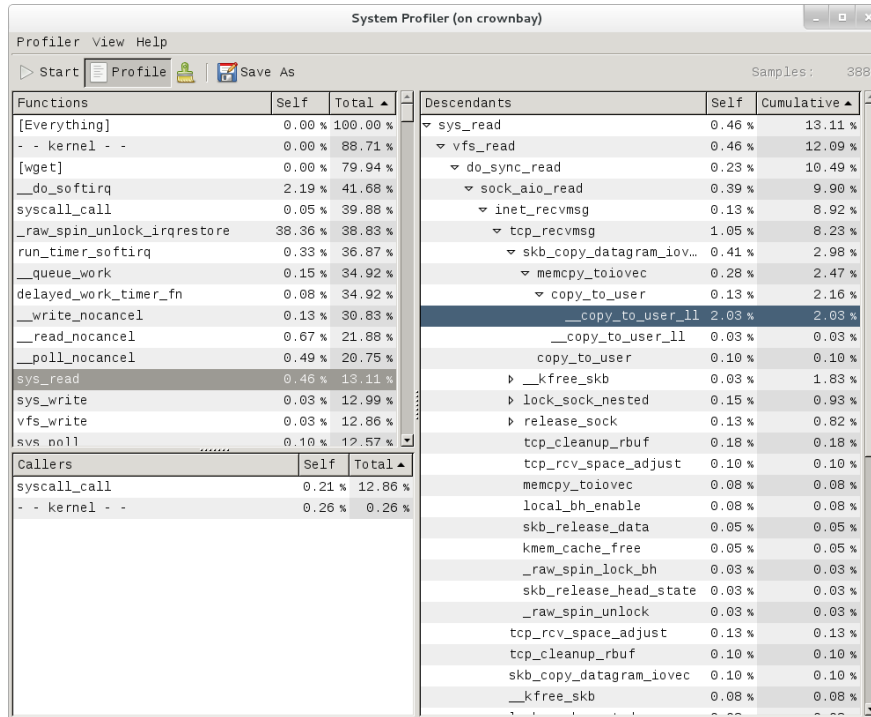 System Profiler (on crownbay)
Profiler View Help
Start Profile Save As Samples: 388
Functions Self Total
[Everything] 0.00 % 100.00 %
- - kernel - - 0.00 % 88.71 %
[wget] 0.00 % 79.94 %
__do_softirq 2.19 % 41.68 %
syscall_call 0.05 % 39.88 %
_raw_spin_unlock_irqrestore 38.36 % 38.83 %
run_timer_softirq 0.33 % 36.87 %
__queue_work 0.15 % 34.92 %
delayed_work_timer_fn 0.08 % 34.92 %
__write_nocancel 0.13 % 30.83 %
__read_nocancel 0.67 % 21.88 %
__poll_nocancel 0.49 % 20.75 %
sys_read 0.46 % 13.11 %
sys_write 0.03 % 12.99 %
vfs_write 0.03 % 12.86 %
sys_poll 0.10 % 12.57 %
Callers Self Total
syscall_call 0.21 % 12.86 %
- - kernel - - 0.26 % 0.26 %
Descendants Self Cumulative
sys_read 0.46 % 13.11 %
vfs_read 0.46 % 12.09 %
do_sync_read 0.23 % 10.49 %
sock_aio_read 0.39 % 9.90 %
inet_recvmsg 0.13 % 8.92 %
tcp_recvmsg 1.05 % 8.23 %
skb_copy_datagram_iov... 0.41 % 2.98 %
memcpy_toiovec 0.28 % 2.47 %
copy_to_user 0.13 % 2.16 %
__copy_to_user_ll 2.03 % 2.03 %
__copy_to_user_ll 0.03 % 0.03 %
copy_to_user 0.10 % 0.10 %
__kfree_skb 0.03 % 1.83 %
lock_sock_nested 0.15 % 0.93 %
release_sock 0.13 % 0.82 %
tcp_cleanup_rbuf 0.18 % 0.18 %
tcp_rcv_space_adjust 0.10 % 0.10 %
memcpy_toiovec 0.08 % 0.08 %
local_bh_enable 0.08 % 0.08 %
skb_release_data 0.05 % 0.05 %
kmem_cache_free 0.05 % 0.05 %
_raw_spin_lock_bh 0.03 % 0.03 %
skb_release_head_state 0.03 % 0.03 %
_raw_spin_unlock 0.03 % 0.03 %
tcp_rcv_space_adjust 0.13 % 0.13 %
tcp_cleanup_rbuf 0.10 % 0.10 %
skb_copy_datagram_iovec 0.10 % 0.10 %
__kfree_skb 0.08 % 0.08 %